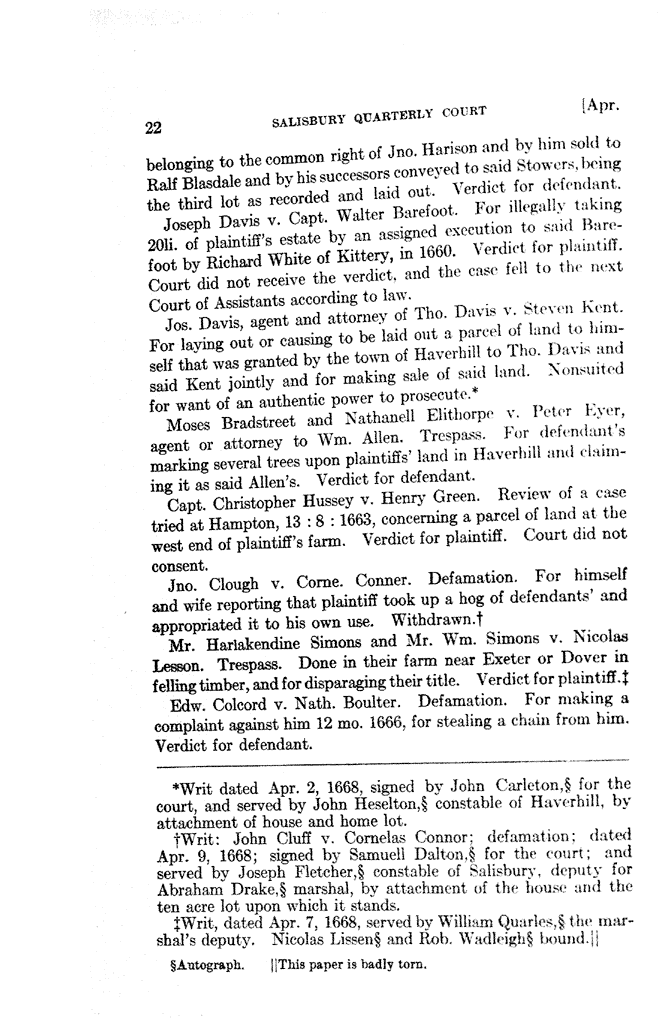 22
SALISBURY QUARTERLY COURT
[Apr.
belonging to the common right of Jno. Harison and by him sold to
Ralf Blasdale and by his successors conveyed to said Stowers, being
the third lot as recorded and laid out. Verdict for defendant.
Joseph Davis v. Capt. Walter Barefoot. For illegally taking
20li. of plaintiff's estate by an assigned execution to said Bare-
foot by Richard White of Kittery, in 1660. Verdict for plaintiff.
Court did not receive the verdict, and the case fell to the next
Court of Assistants according to law.
Jos. Davis, agent and attorney of Tho. Davis v. Steven Kent.
For laying out or causing to be laid out a parcel of land to him-
self that was granted by the town of Haverhill to Tho. Davis and
said Kent jointly and for making sale of said land. Nonsuited
for want of an authentic power to prosecute.*
Moses Bradstreet and Nathanell Elithorpe v. Peter Eyer,
agent or attorney to Wm. Allen. Trespass. For defendant's
marking several trees upon plaintiffs' land in Haverhill and claim-
ing it as said Allen's. Verdict for defendant.
Capt. Christopher Hussey v. Henry Green. Review of a case
tried at Hampton, 13 : 8 : 1663, concerning a parcel of land at the
west end of plaintiff's farm. Verdict for plaintiff. Court did not
consent.
Jno. Clough v. Corne. Conner. Defamation. For himself
and wife reporting that plaintiff took up a hog of defendants' and
appropriated it to his own use. Withdrawn.†
Mr. Harlakendine Simons and Mr. Wm. Simons v. Nicolas
Lesson. Trespass. Done in their farm near Exeter or Dover in
felling timber, and for disparaging their title. Verdict for plaintiff.‡
Edw. Colcord v. Nath. Boulter. Defamation. For making a
complaint against him 12 mo. 1666, for stealing a chain from him.
Verdict for defendant.
*Writ dated Apr. 2, 1668, signed by John Carleton,§ for the
court, and served by John Heselton,§ constable of Haverhill, by
attachment of house and home lot.
†Writ: John Cluff v. Cornelas Connor; defamation; dated
Apr. 9, 1668; signed by Samuell Dalton,§ for the court; and
served by Joseph Fletcher,§ constable of Salisbury, deputy for
Abraham Drake,§ marshal, by attachment of the house and the
ten acre lot upon which it stands.
‡Writ, dated Apr. 7, 1668, served by William Quarles,§ the mar-
shal's deputy. Nicolas Lissen§ and Rob. Wadleigh§ bound.||
§Autograph. ||This paper is badly torn.